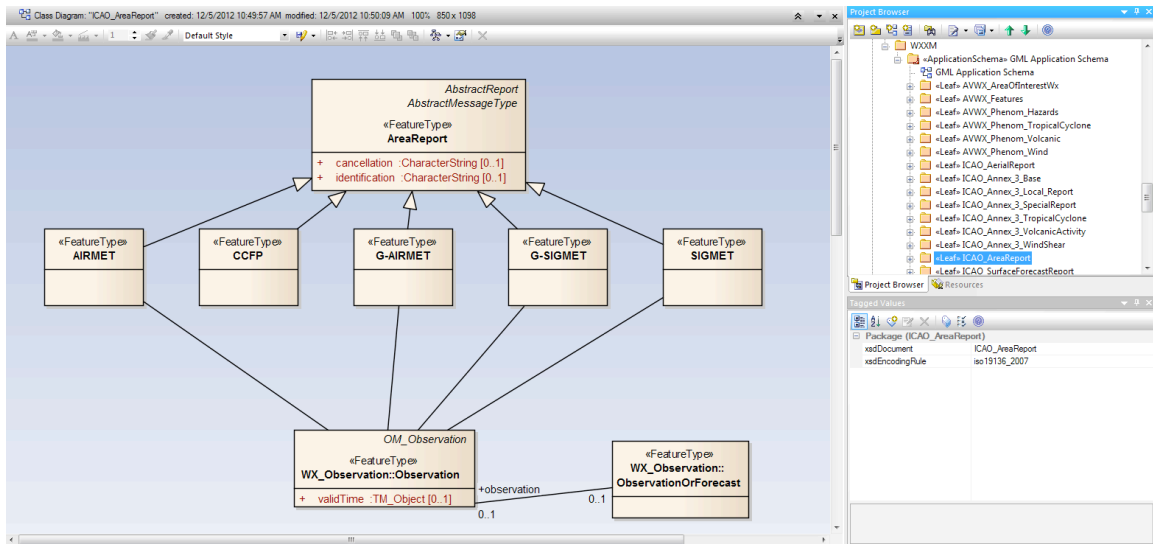 Class Diagram: "ICAO_AreaReport" created: 12/5/2012 10:49:57 AM modified: 12/5/2012 10:50:09 AM 100% 850 x 1098
1 Default Style
AbstractReport
AbstractMessageType
«FeatureType»
AreaReport
+ cancellation :CharacterString [0..1]
+ identification :CharacterString [0..1]
«FeatureType»
AIRMET
«FeatureType»
CCFP
«FeatureType»
G-AIRMET
«FeatureType»
G-SIGMET
«FeatureType»
SIGMET
OM_Observation
«FeatureType»
WX_Observation::Observation
+ validTime :TM_Object [0..1]
+observation
0..1
0..1
«FeatureType»
WX_Observation::
ObservationOrForecast
Project Browser
WXXM
«ApplicationSchema» GML Application Schema
GML Application Schema
«Leaf» AVWX_AreaOfInterestWx
«Leaf» AVWX_Features
«Leaf» AVWX_Phenom_Hazards
«Leaf» AVWX_Phenom_TropicalCyclone
«Leaf» AVWX_Phenom_Volcanic
«Leaf» AVWX_Phenom_Wind
«Leaf» ICAO_AerialReport
«Leaf» ICAO_Annex_3_Base
«Leaf» ICAO_Annex_3_Local_Report
«Leaf» ICAO_Annex_3_SpecialReport
«Leaf» ICAO_Annex_3_TropicalCyclone
«Leaf» ICAO_Annex_3_VolcanicActivity
«Leaf» ICAO_Annex_3_WindShear
«Leaf» ICAO_AreaReport
«Leaf» ICAO_SurfaceForecastReport
Project Browser Resources
Tagged Values
Package (ICAO_AreaReport)
xsdDocument ICAO_AreaReport
xsdEncodingRule iso19136_2007